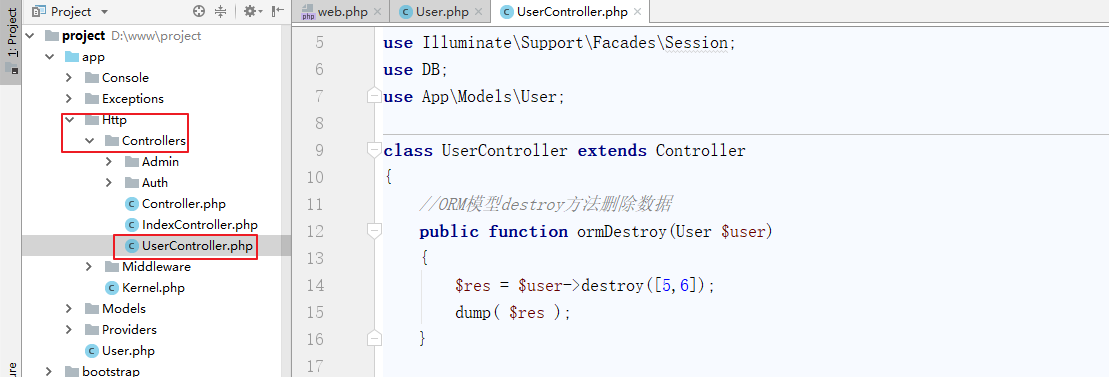 1: Project
ure
Project
project D:\www\project
app
Console
Exceptions
Http
Controllers
Admin
Auth
Controller.php
IndexController.php
UserController.php
Middleware
Kernel.php
Models
Providers
User.php
bootstrap
web.php User.php UserController.php
5 use Illuminate\Support\Facades\Session;
6 use DB;
7 use App\Models\User;
8
9 class UserController extends Controller
10 {
11 //ORM模型destroy方法删除数据
12 public function ormDestroy(User $user)
13 {
14 $res = $user->destroy([5,6]);
15 dump( $res );
16 }
17